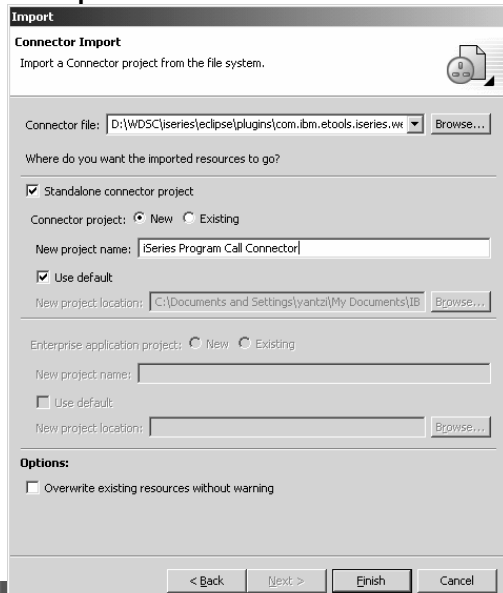 Import
Connector Import
Import a Connector project from the file system.
Connector file: D:\WDSC\iseries\eclipse\plugins\com.ibm.etools.iseries.we Browse...
Where do you want the imported resources to go?
Standalone connector project
Connector project: New Existing
New project name: iSeries Program Call Connector
Use default
New project location: C:\Documents and Settings\yantzi\My Documents\IB Browse...
Enterprise application project: New Existing
New project name:
Use default
New project location: Browse...
Options:
Overwrite existing resources without warning
< Back Next > Finish Cancel